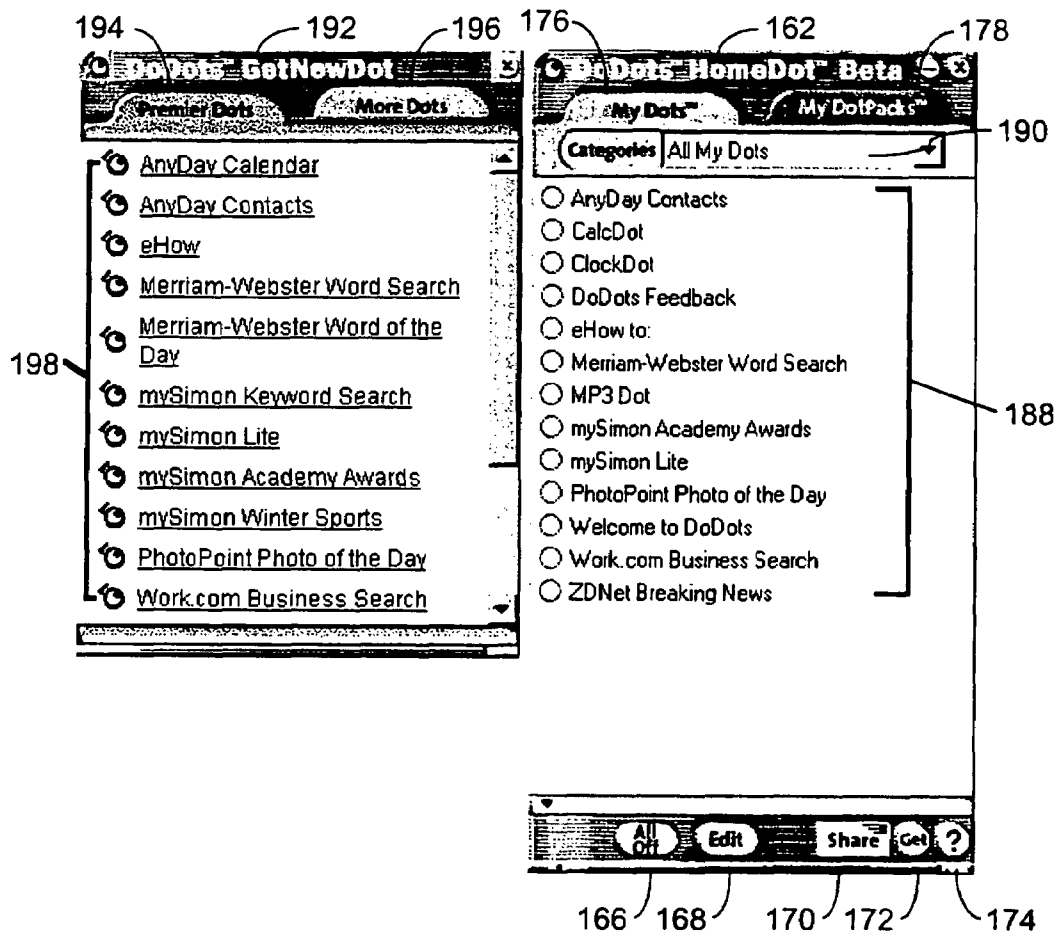 194 192 196 176 162 178
DoDots™ GetNewDot
Premier Dots More Dots
AnyDay Calendar
AnyDay Contacts
eHow
Merriam-Webster Word Search
Merriam-Webster Word of the
Day
mySimon Keyword Search
mySimon Lite
mySimon Academy Awards
mySimon Winter Sports
PhotoPoint Photo of the Day
Work.com Business Search
198
DoDots™ HomeDot™ Beta
My Dots™ My DotPacks™
190
Categories All My Dots
AnyDay Contacts
CalcDot
ClockDot
DoDots Feedback
eHow to:
Merriam-Webster Word Search
MP3 Dot
mySimon Academy Awards
mySimon Lite
PhotoPoint Photo of the Day
Welcome to DoDots
Work.com Business Search
ZDNet Breaking News
188
All
Off Edit Share Get ?
166 168 170 172 174